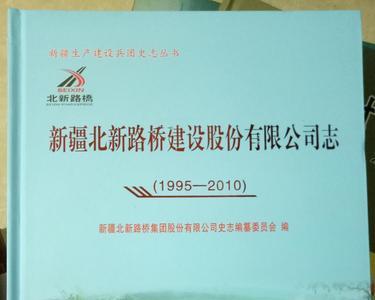 新疆生产建设兵团史志丛书
BEIXIN
北新路桥
新疆北新路桥建设股份有限公司志
(1995—2010)
新疆北新路桥集团股份有限公司史志编纂委员会 编